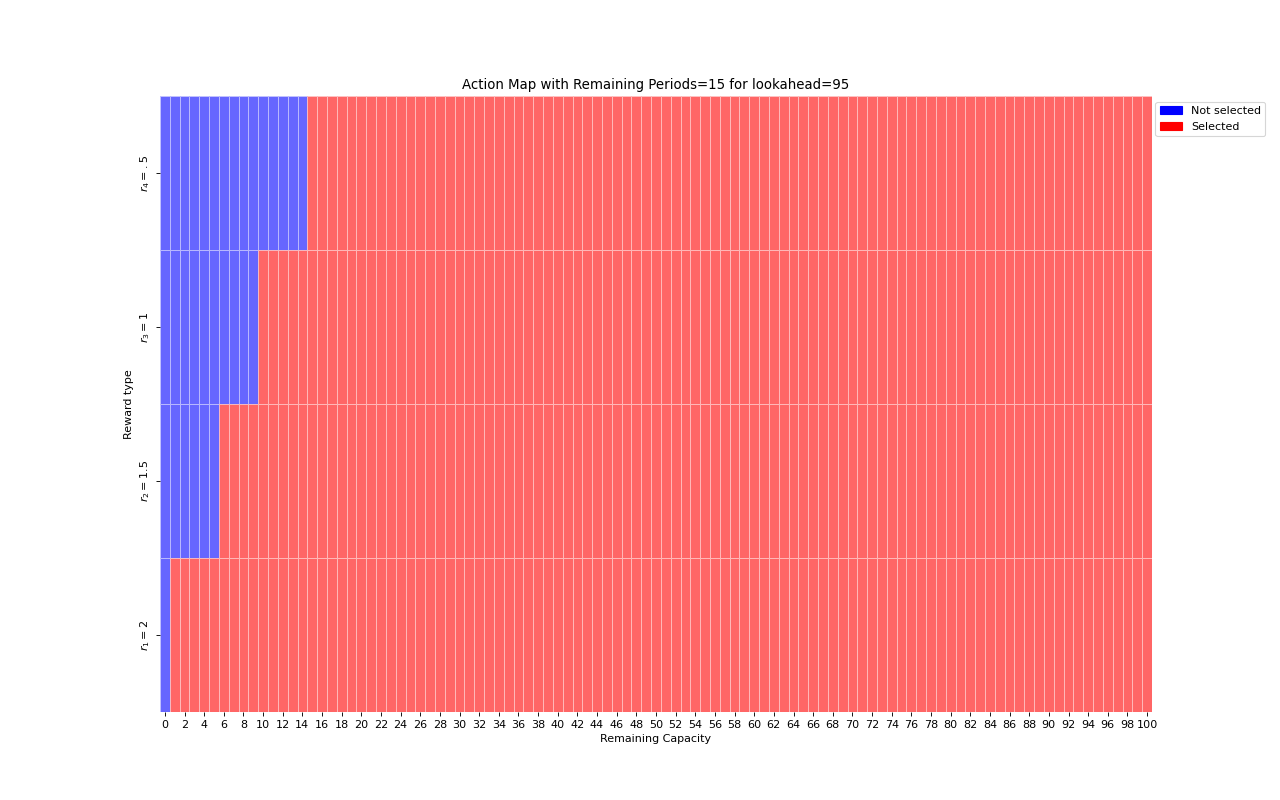 Action Map with Remaining Periods=15 for lookahead=95
Not selected
Selected
Reward type
r₄ = .5
r₃ = 1
r₂ = 1.5
r₁ = 2
0 2 4 6 8 10 12 14 16 18 20 22 24 26 28 30 32 34 36 38 40 42 44 46 48 50 52 54 56 58 60 62 64 66 68 70 72 74 76 78 80 82 84 86 88 90 92 94 96 98 100
Remaining Capacity